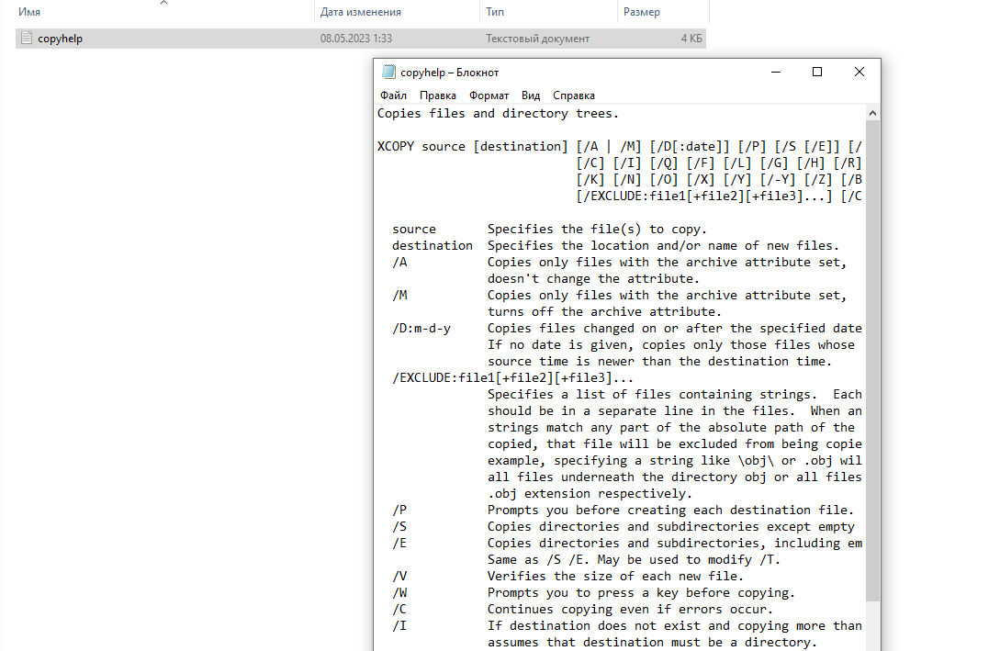 Имя Дата изменения Тип Размер
copyhelp 08.05.2023 1:33 Текстовый документ 4 КБ
copyhelp – Блокнот
Файл Правка Формат Вид Справка
Copies files and directory trees.
XCOPY source [destination] [/A | /M] [/D[:date]] [/P] [/S [/E]] [/
[/C] [/I] [/Q] [/F] [/L] [/G] [/H] [/R]
[/K] [/N] [/O] [/X] [/Y] [/-Y] [/Z] [/B
[/EXCLUDE:file1[+file2][+file3]...] [/C
source Specifies the file(s) to copy.
destination Specifies the location and/or name of new files.
/A Copies only files with the archive attribute set,
doesn't change the attribute.
/M Copies only files with the archive attribute set,
turns off the archive attribute.
/D:m-d-y Copies files changed on or after the specified date
If no date is given, copies only those files whose
source time is newer than the destination time.
/EXCLUDE:file1[+file2][+file3]...
Specifies a list of files containing strings. Each
should be in a separate line in the files. When an
strings match any part of the absolute path of the
copied, that file will be excluded from being copie
example, specifying a string like \obj\ or .obj wil
all files underneath the directory obj or all files
.obj extension respectively.
/P Prompts you before creating each destination file.
/S Copies directories and subdirectories except empty
/E Copies directories and subdirectories, including em
Same as /S /E. May be used to modify /T.
/V Verifies the size of each new file.
/W Prompts you to press a key before copying.
/C Continues copying even if errors occur.
/I If destination does not exist and copying more than
assumes that destination must be a directory.